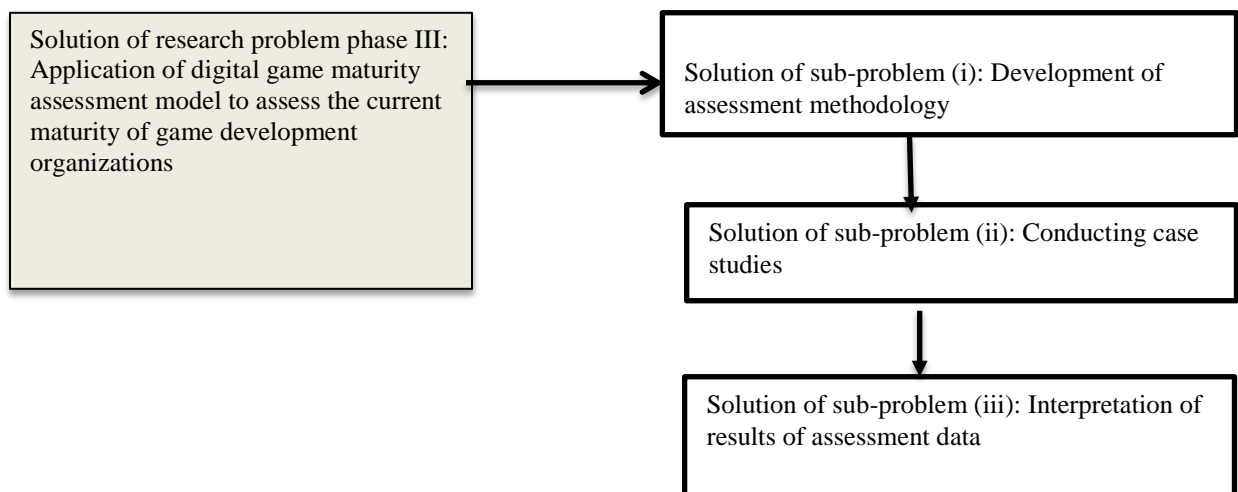 Solution of research problem phase III:
Application of digital game maturity
assessment model to assess the current
maturity of game development
organizations
Solution of sub-problem (i): Development of
assessment methodology
Solution of sub-problem (ii): Conducting case
studies
Solution of sub-problem (iii): Interpretation of
results of assessment data